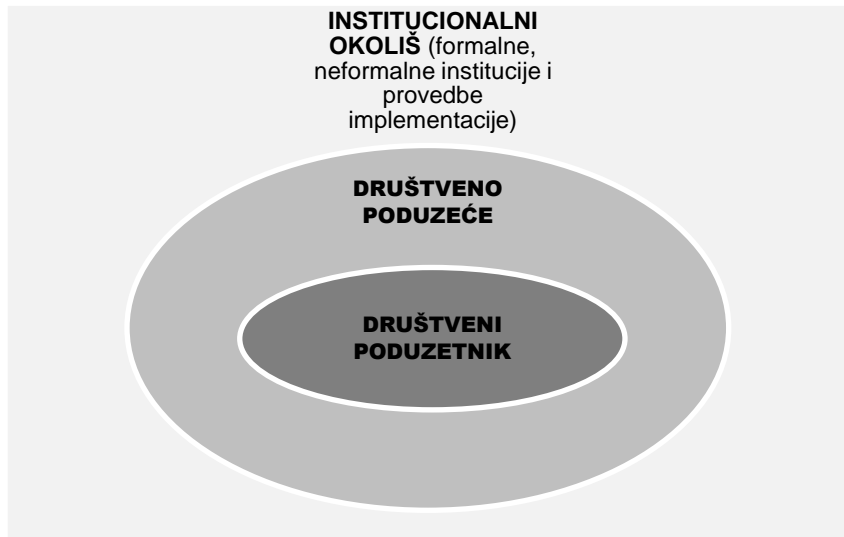 INSTITUCIONALNI
OKOLIŠ (formalne,
neformalne institucije i
provedbe
implementacije)
DRUŠTVENO
PODUZEĆE
DRUŠTVENI
PODUZETNIK